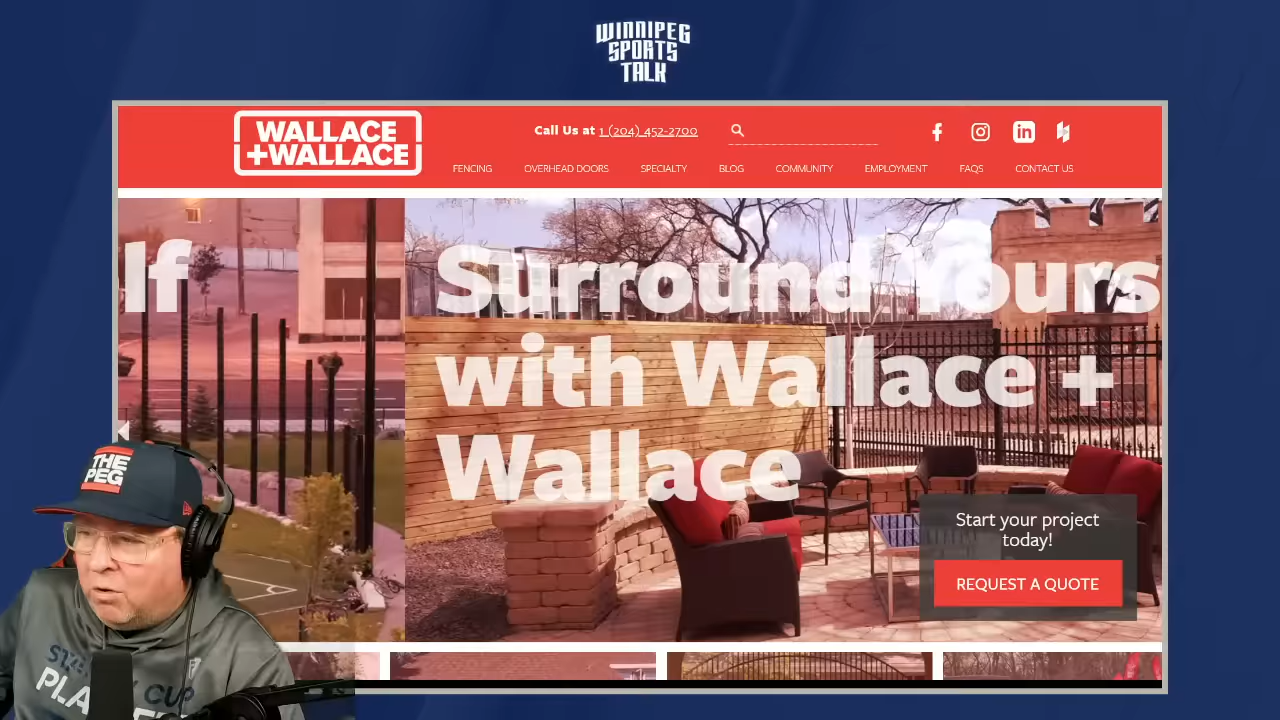 WINNIPEG
SPORTS
TALK
WALLACE
+WALLACE
Call Us at 1 (204) 452-2700
FENCING OVERHEAD DOORS SPECIALTY BLOG COMMUNITY EMPLOYMENT FAQS CONTACT US
If
Surround Yours
with Wallace +
Wallace
Start your project
today!
REQUEST A QUOTE
THE
PEG
CUP